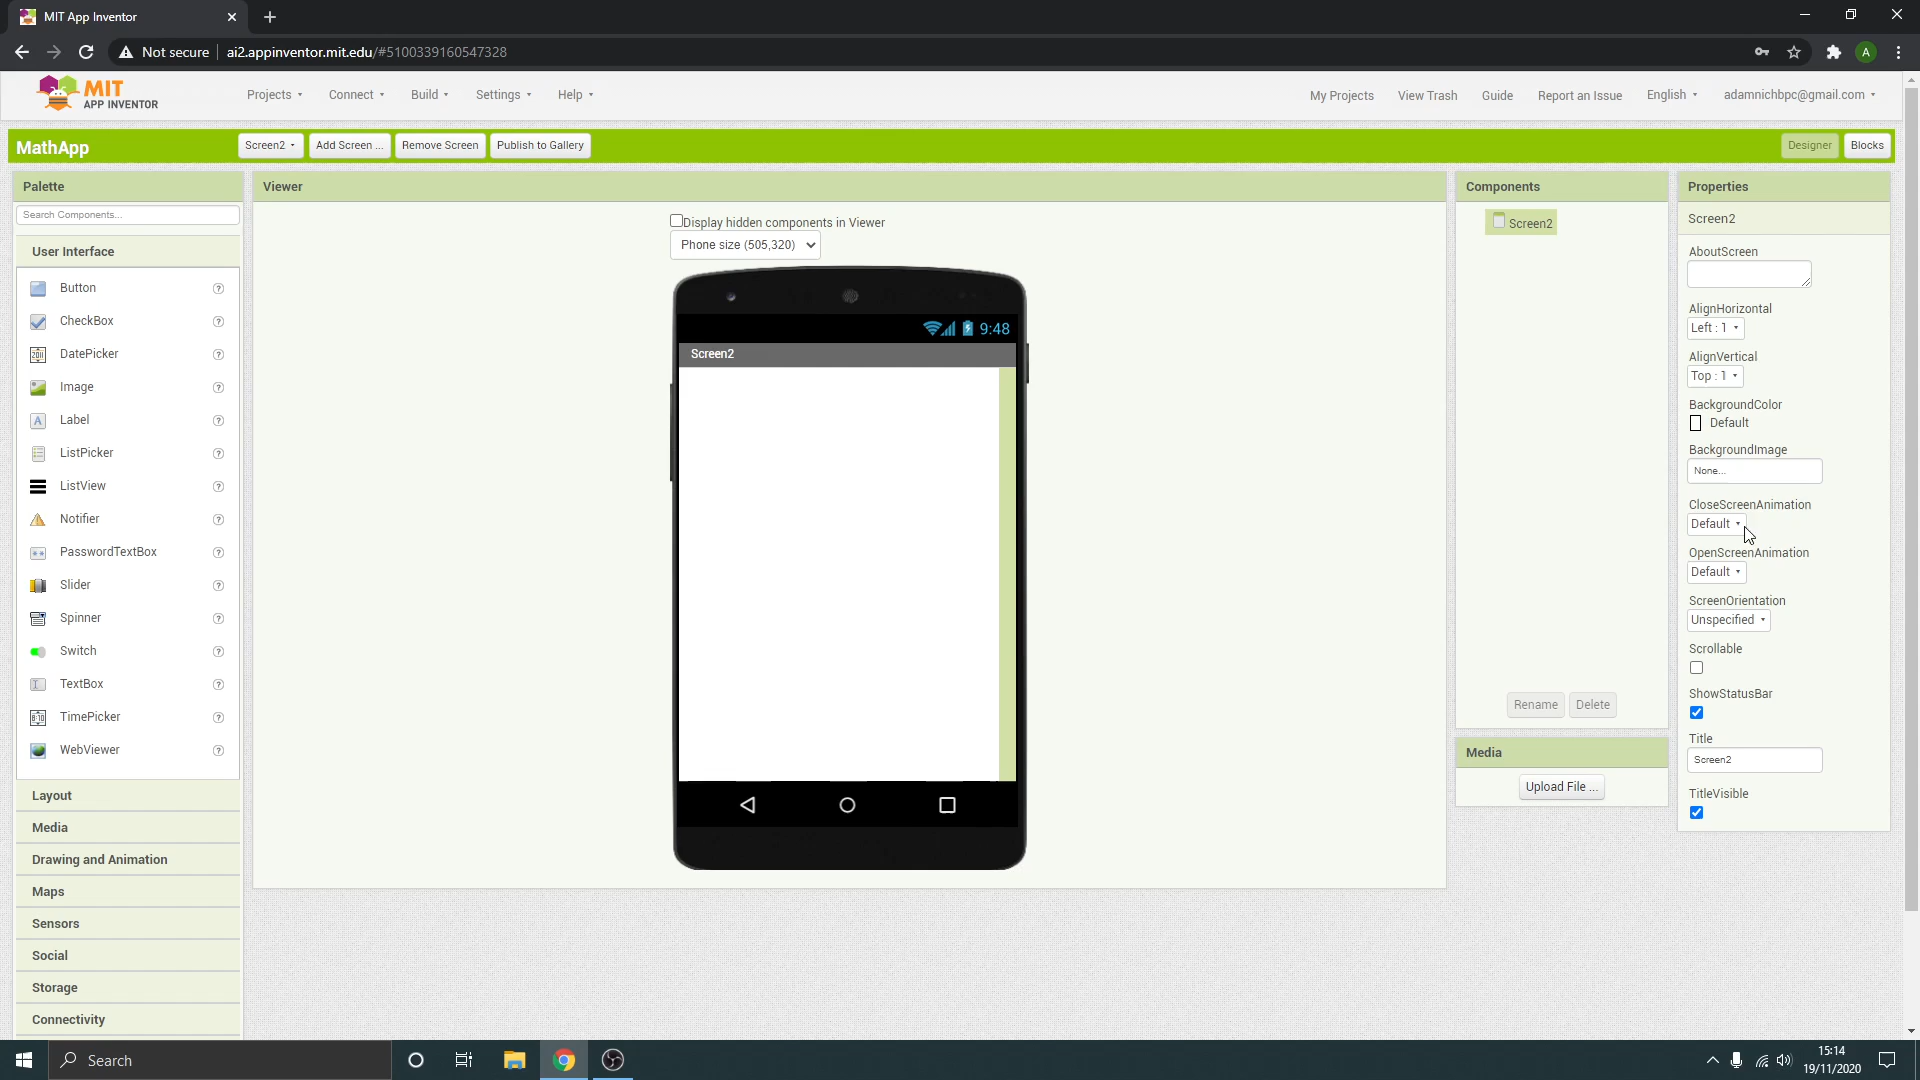 MIT App Inventor
Not secure
ai2.appinventor.mit.edu/#5100339160547328
A
MIT
APP INVENTOR
Projects
Connect
Build
Settings
Help
My Projects
View Trash
Guide
Report an Issue
English
adamnichbpc@gmail.com
MathApp
Screen2
Add Screen ...
Remove Screen
Publish to Gallery
Designer
Blocks
Palette
Search Components...
User Interface
Button
CheckBox
DatePicker
Image
Label
ListPicker
ListView
Notifier
PasswordTextBox
Slider
Spinner
Switch
TextBox
TimePicker
WebViewer
Layout
Media
Drawing and Animation
Maps
Sensors
Social
Storage
Connectivity
Viewer
Display hidden components in Viewer
Phone size (505,320)
9:48
Screen2
Components
Screen2
Rename
Delete
Media
Upload File ...
Properties
Screen2
AboutScreen
AlignHorizontal
Left : 1
AlignVertical
Top : 1
BackgroundColor
Default
BackgroundImage
None...
CloseScreenAnimation
Default
OpenScreenAnimation
Default
ScreenOrientation
Unspecified
Scrollable
ShowStatusBar
Title
Screen2
TitleVisible
Search
15:14
19/11/2020